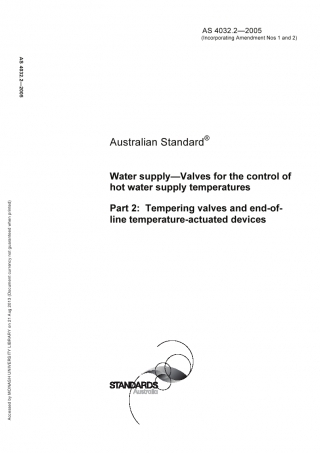 AS 4032.2—2005
(Incorporating Amendment Nos 1 and 2)
AS 4032.2—2005
Australian Standard®
Water supply—Valves for the control of
hot water supply temperatures
Part 2: Tempering valves and end-of-
line temperature-actuated devices
Accessed by MONASH UNIVERSITY LIBRARY on 21 Aug 2013 (Document currency not guaranteed when printed)
STANDARDS
Australia